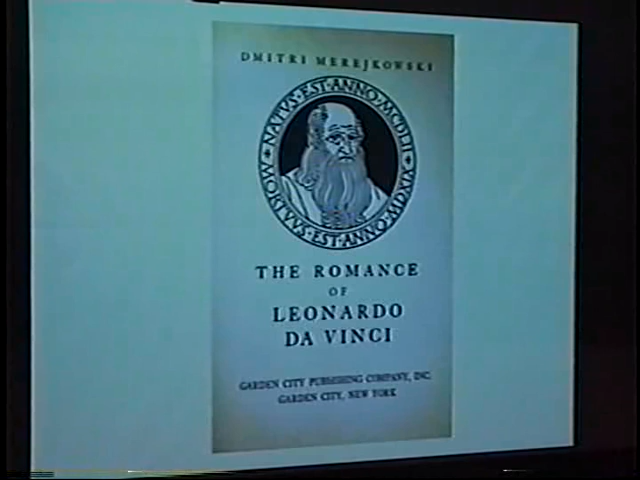 DMITRI MEREJKOWSKI
NATVS·EST·ANNO·MCDLII
MORTVVS·EST·ANNO·MDXIX
THE ROMANCE
OF
LEONARDO
DA VINCI
GARDEN CITY PUBLISHING COMPANY, INC.
GARDEN CITY, NEW YORK